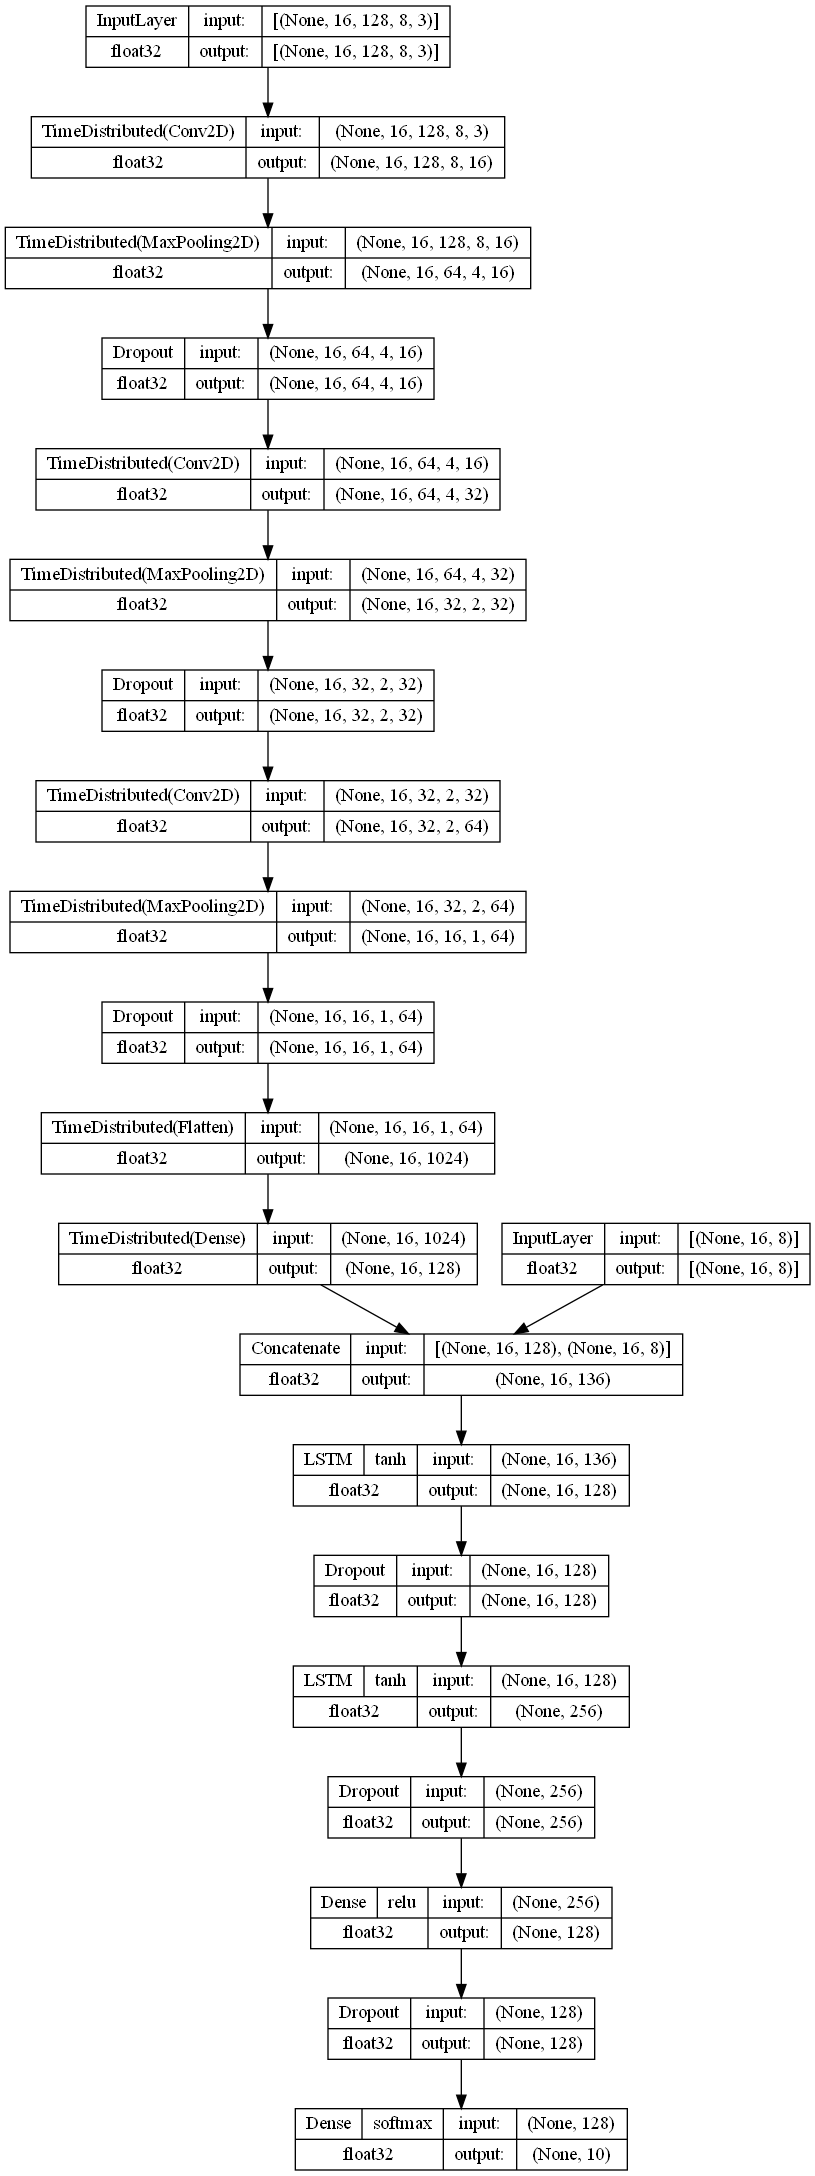 InputLayer input: [(None, 16, 128, 8, 3)]
float32 output: [(None, 16, 128, 8, 3)]
TimeDistributed(Conv2D) input: (None, 16, 128, 8, 3)
float32 output: (None, 16, 128, 8, 16)
TimeDistributed(MaxPooling2D) input: (None, 16, 128, 8, 16)
float32 output: (None, 16, 64, 4, 16)
Dropout input: (None, 16, 64, 4, 16)
float32 output: (None, 16, 64, 4, 16)
TimeDistributed(Conv2D) input: (None, 16, 64, 4, 16)
float32 output: (None, 16, 64, 4, 32)
TimeDistributed(MaxPooling2D) input: (None, 16, 64, 4, 32)
float32 output: (None, 16, 32, 2, 32)
Dropout input: (None, 16, 32, 2, 32)
float32 output: (None, 16, 32, 2, 32)
TimeDistributed(Conv2D) input: (None, 16, 32, 2, 32)
float32 output: (None, 16, 32, 2, 64)
TimeDistributed(MaxPooling2D) input: (None, 16, 32, 2, 64)
float32 output: (None, 16, 16, 1, 64)
Dropout input: (None, 16, 16, 1, 64)
float32 output: (None, 16, 16, 1, 64)
TimeDistributed(Flatten) input: (None, 16, 16, 1, 64)
float32 output: (None, 16, 1024)
TimeDistributed(Dense) input: (None, 16, 1024)
float32 output: (None, 16, 128)
InputLayer input: [(None, 16, 8)]
float32 output: [(None, 16, 8)]
Concatenate input: [(None, 16, 128), (None, 16, 8)]
float32 output: (None, 16, 136)
LSTM tanh input: (None, 16, 136)
float32 output: (None, 16, 128)
Dropout input: (None, 16, 128)
float32 output: (None, 16, 128)
LSTM tanh input: (None, 16, 128)
float32 output: (None, 256)
Dropout input: (None, 256)
float32 output: (None, 256)
Dense relu input: (None, 256)
float32 output: (None, 128)
Dropout input: (None, 128)
float32 output: (None, 128)
Dense softmax input: (None, 128)
float32 output: (None, 10)